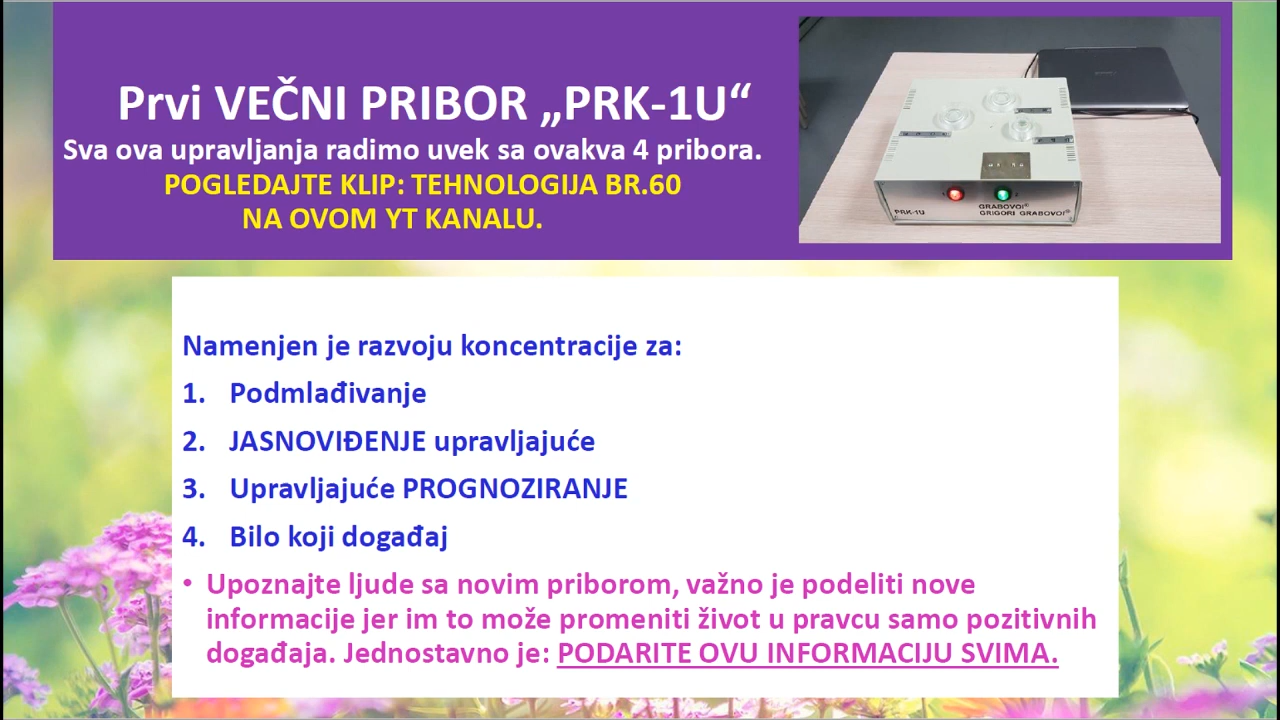 Prvi VEČNI PRIBOR „PRK-1U“
Sva ova upravljanja radimo uvek sa ovakva 4 pribora.
POGLEDAJTE KLIP: TEHNOLOGIJA BR.60
NA OVOM YT KANALU.
PRK-1U
GRABOVOI®
GRIGORI GRABOVOI®
Namenjen je razvoju koncentracije za:
1. Podmlađivanje
2. JASNOVIĐENJE upravljajuće
3. Upravljajuće PROGNOZIRANJE
4. Bilo koji događaj
• Upoznajte ljude sa novim priborom, važno je podeliti nove
informacije jer im to može promeniti život u pravcu samo pozitivnih
događaja. Jednostavno je: PODARITE OVU INFORMACIJU SVIMA.